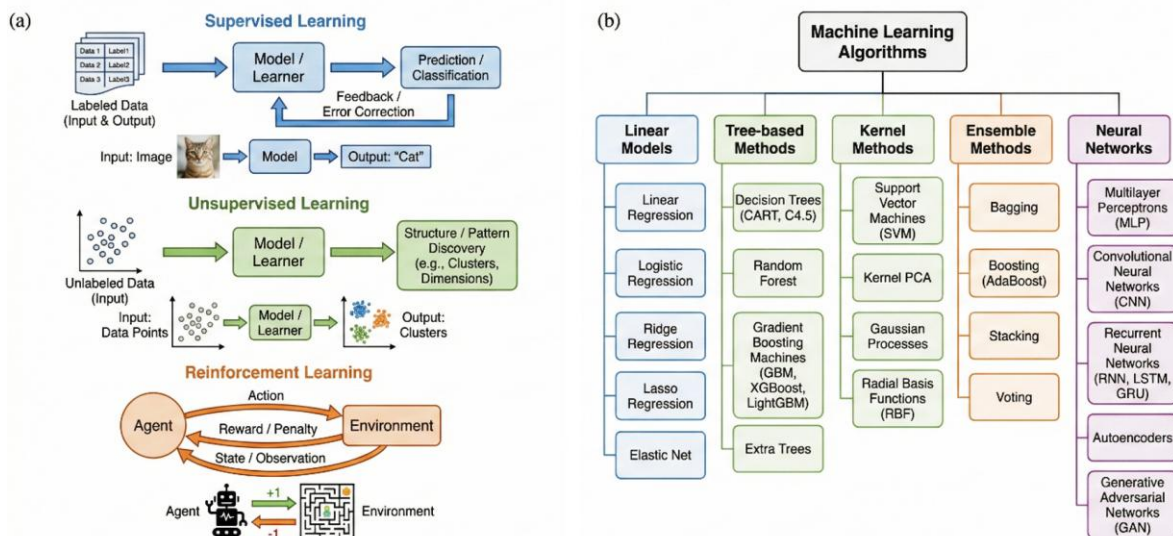 (a)
Supervised Learning
Data 1 Label1
Data 2 Label2
Data 3 Label3
Labeled Data
(Input & Output)
Model /
Learner
Prediction /
Classification
Feedback /
Error Correction
Input: Image
Model
Output: “Cat”
Unsupervised Learning
Unlabeled Data
(Input)
Model /
Learner
Structure / Pattern
Discovery
(e.g., Clusters,
Dimensions)
Input:
Data Points
Model /
Learner
Output:
Clusters
Reinforcement Learning
Action
Agent
Reward / Penalty
Environment
State / Observation
Agent
+1
-1
Environment
(b)
Machine Learning
Algorithms
Linear
Models
Linear
Regression
Logistic
Regression
Ridge
Regression
Lasso
Regression
Elastic Net
Tree-based
Methods
Decision Trees
(CART, C4.5)
Random
Forest
Gradient
Boosting
Machines
(GBM,
XGBoost,
LightGBM)
Extra Trees
Kernel
Methods
Support
Vector
Machines
(SVM)
Kernel PCA
Gaussian
Processes
Radial Basis
Functions
(RBF)
Ensemble
Methods
Bagging
Boosting
(AdaBoost)
Stacking
Voting
Neural
Networks
Multilayer
Perceptrons
(MLP)
Convolutional
Neural
Networks
(CNN)
Recurrent
Neural
Networks
(RNN, LSTM,
GRU)
Autoencoders
Generative
Adversarial
Networks
(GAN)